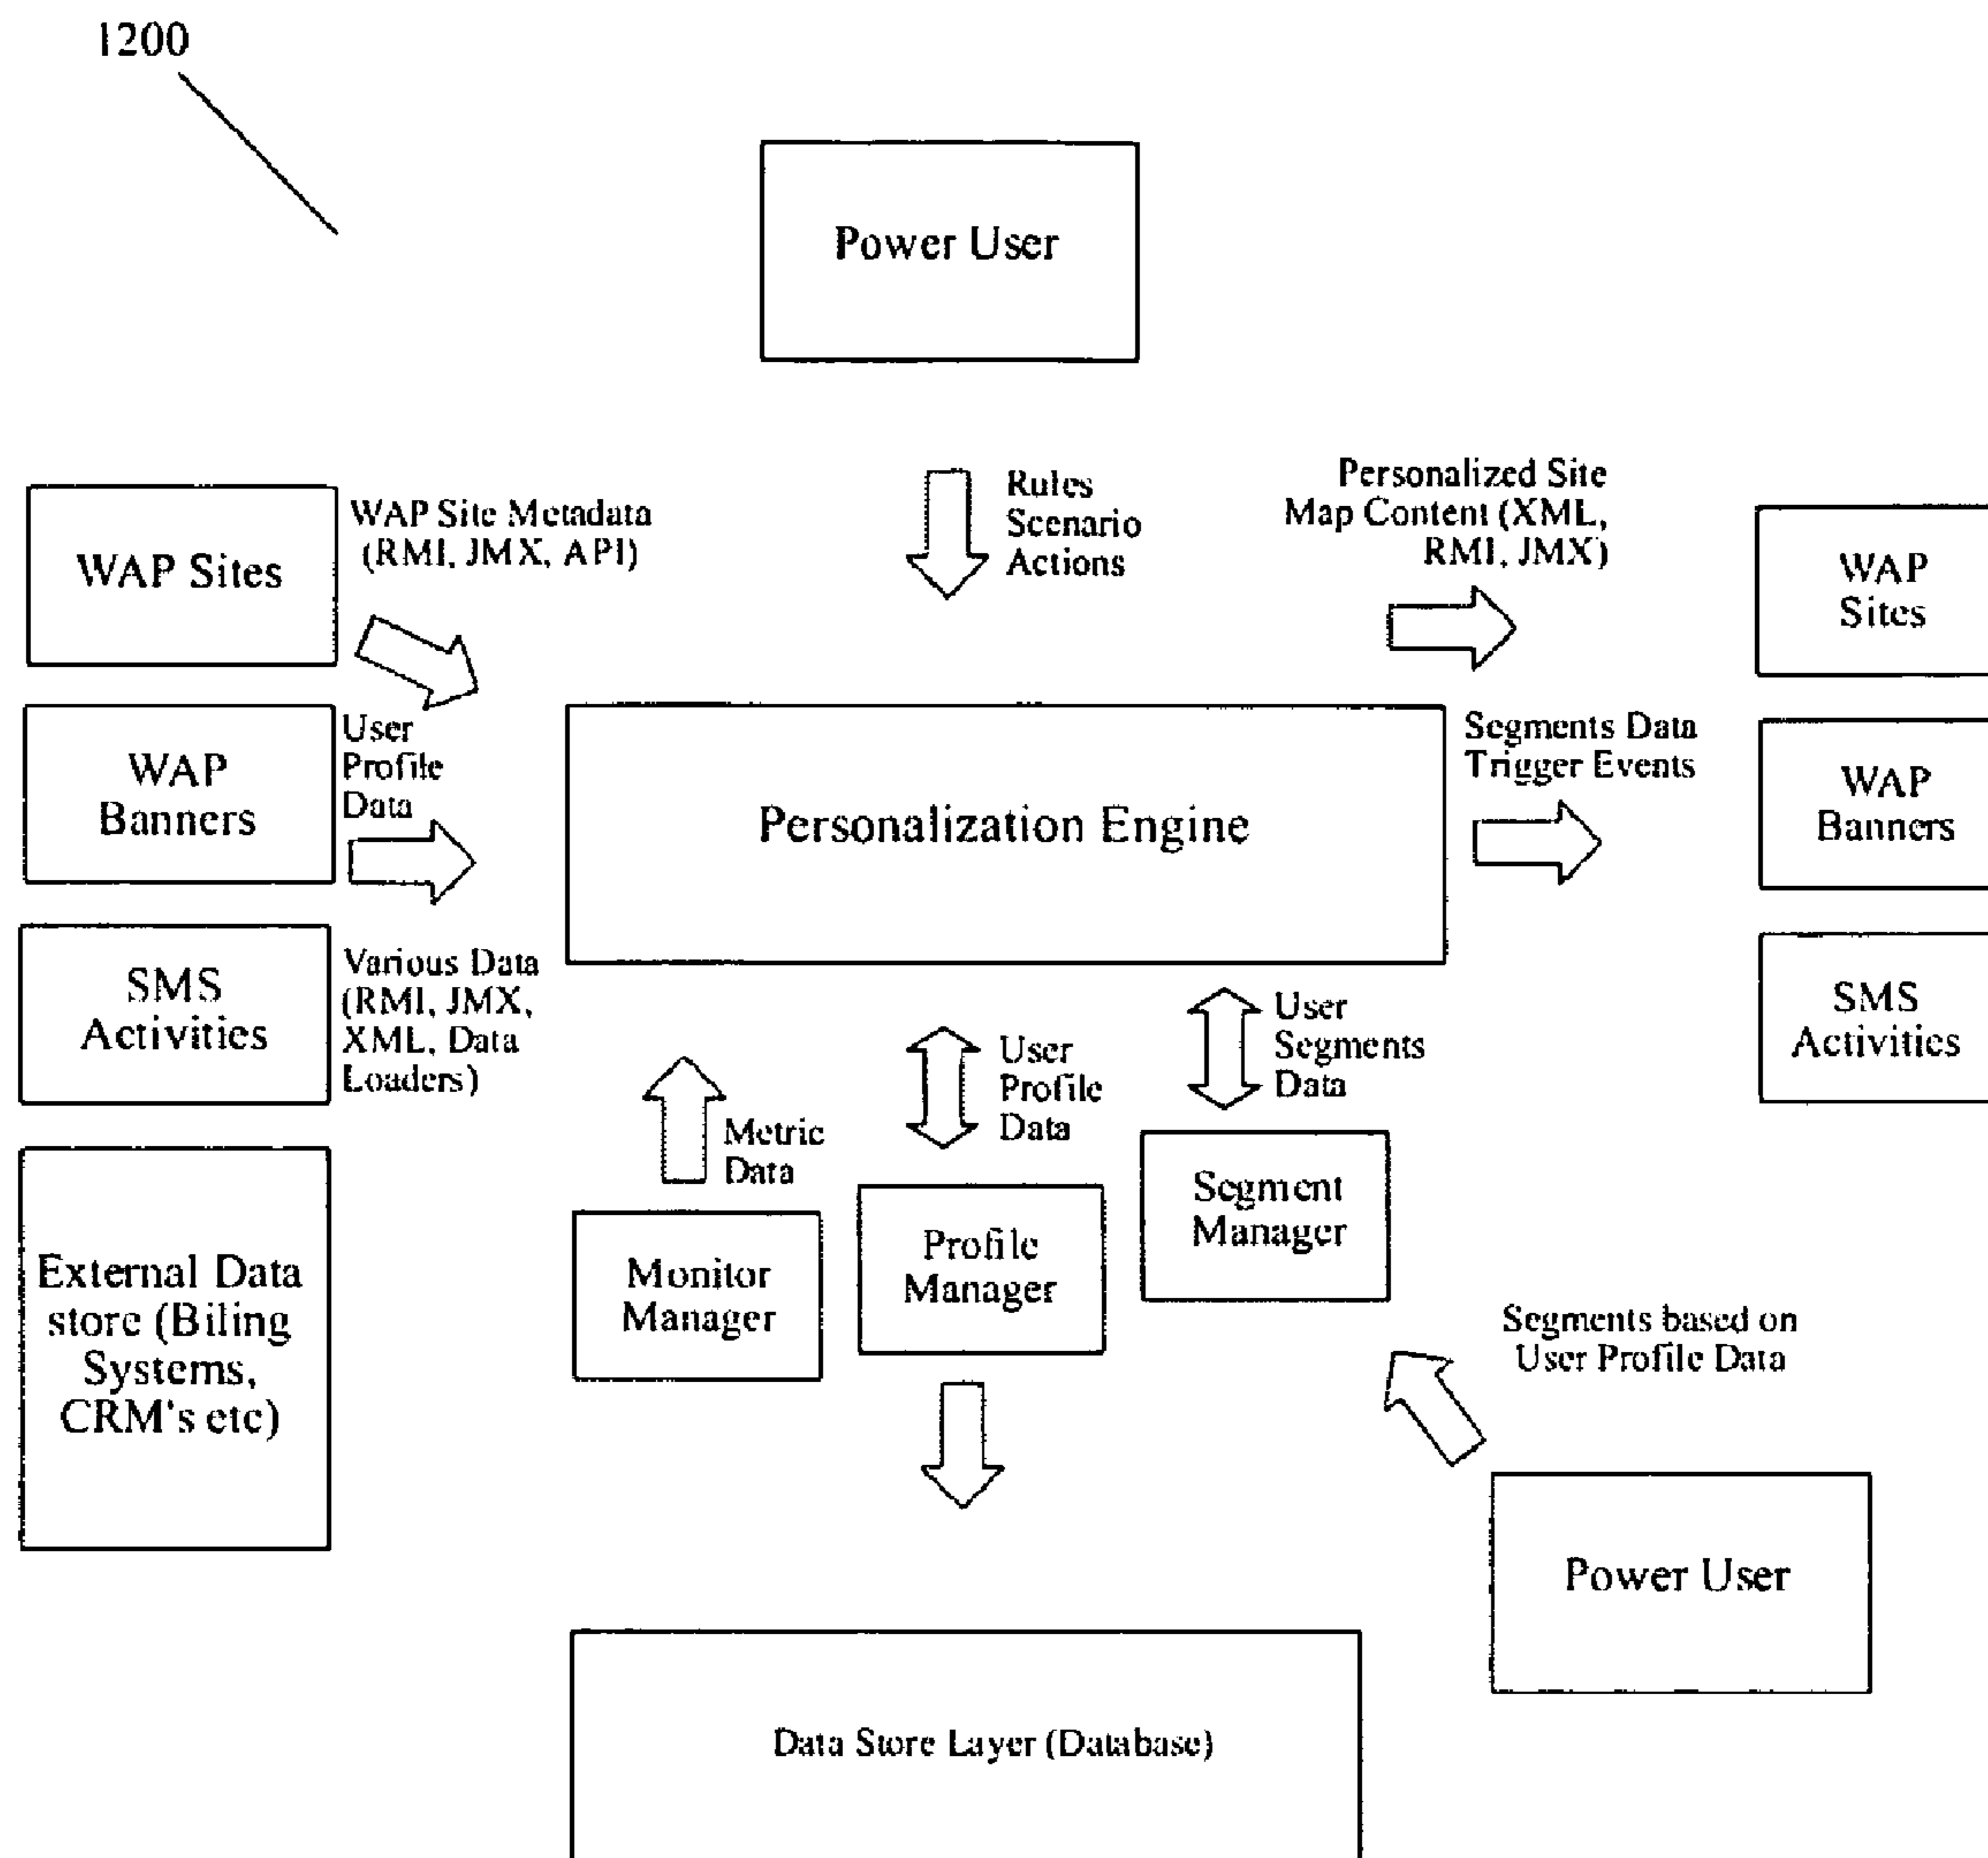 1200
Power User
Rules
Scenario
Actions
Personalized Site
Map Content (XML,
RMI, JMX)
WAP Sites
WAP Site Metadata
(RMI, JMX, API)
WAP
Sites
WAP
Banners
User
Profile
Data
Personalization Engine
Segments Data
Trigger Events
WAP
Banners
SMS
Activities
Various Data
(RMI, JMX,
XML, Data
Loaders)
SMS
Activities
Metric
Data
User
Profile
Data
User
Segments
Data
External Data
store (Biling
Systems,
CRM's etc)
Monitor
Manager
Profile
Manager
Segment
Manager
Segments based on
User Profile Data
Power User
Data Store Layer (Database)